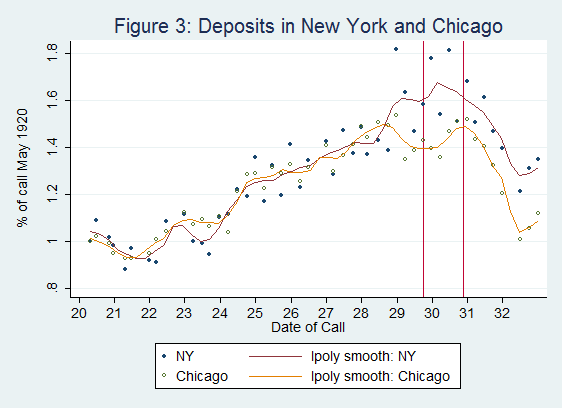 Figure 3: Deposits in New York and Chicago
% of call May 1920
1.8
1.6
1.4
1.2
1
.8
20 21 22 23 24 25 26 27 28 29 30 31 32
Date of Call
NY lpoly smooth: NY
Chicago lpoly smooth: Chicago